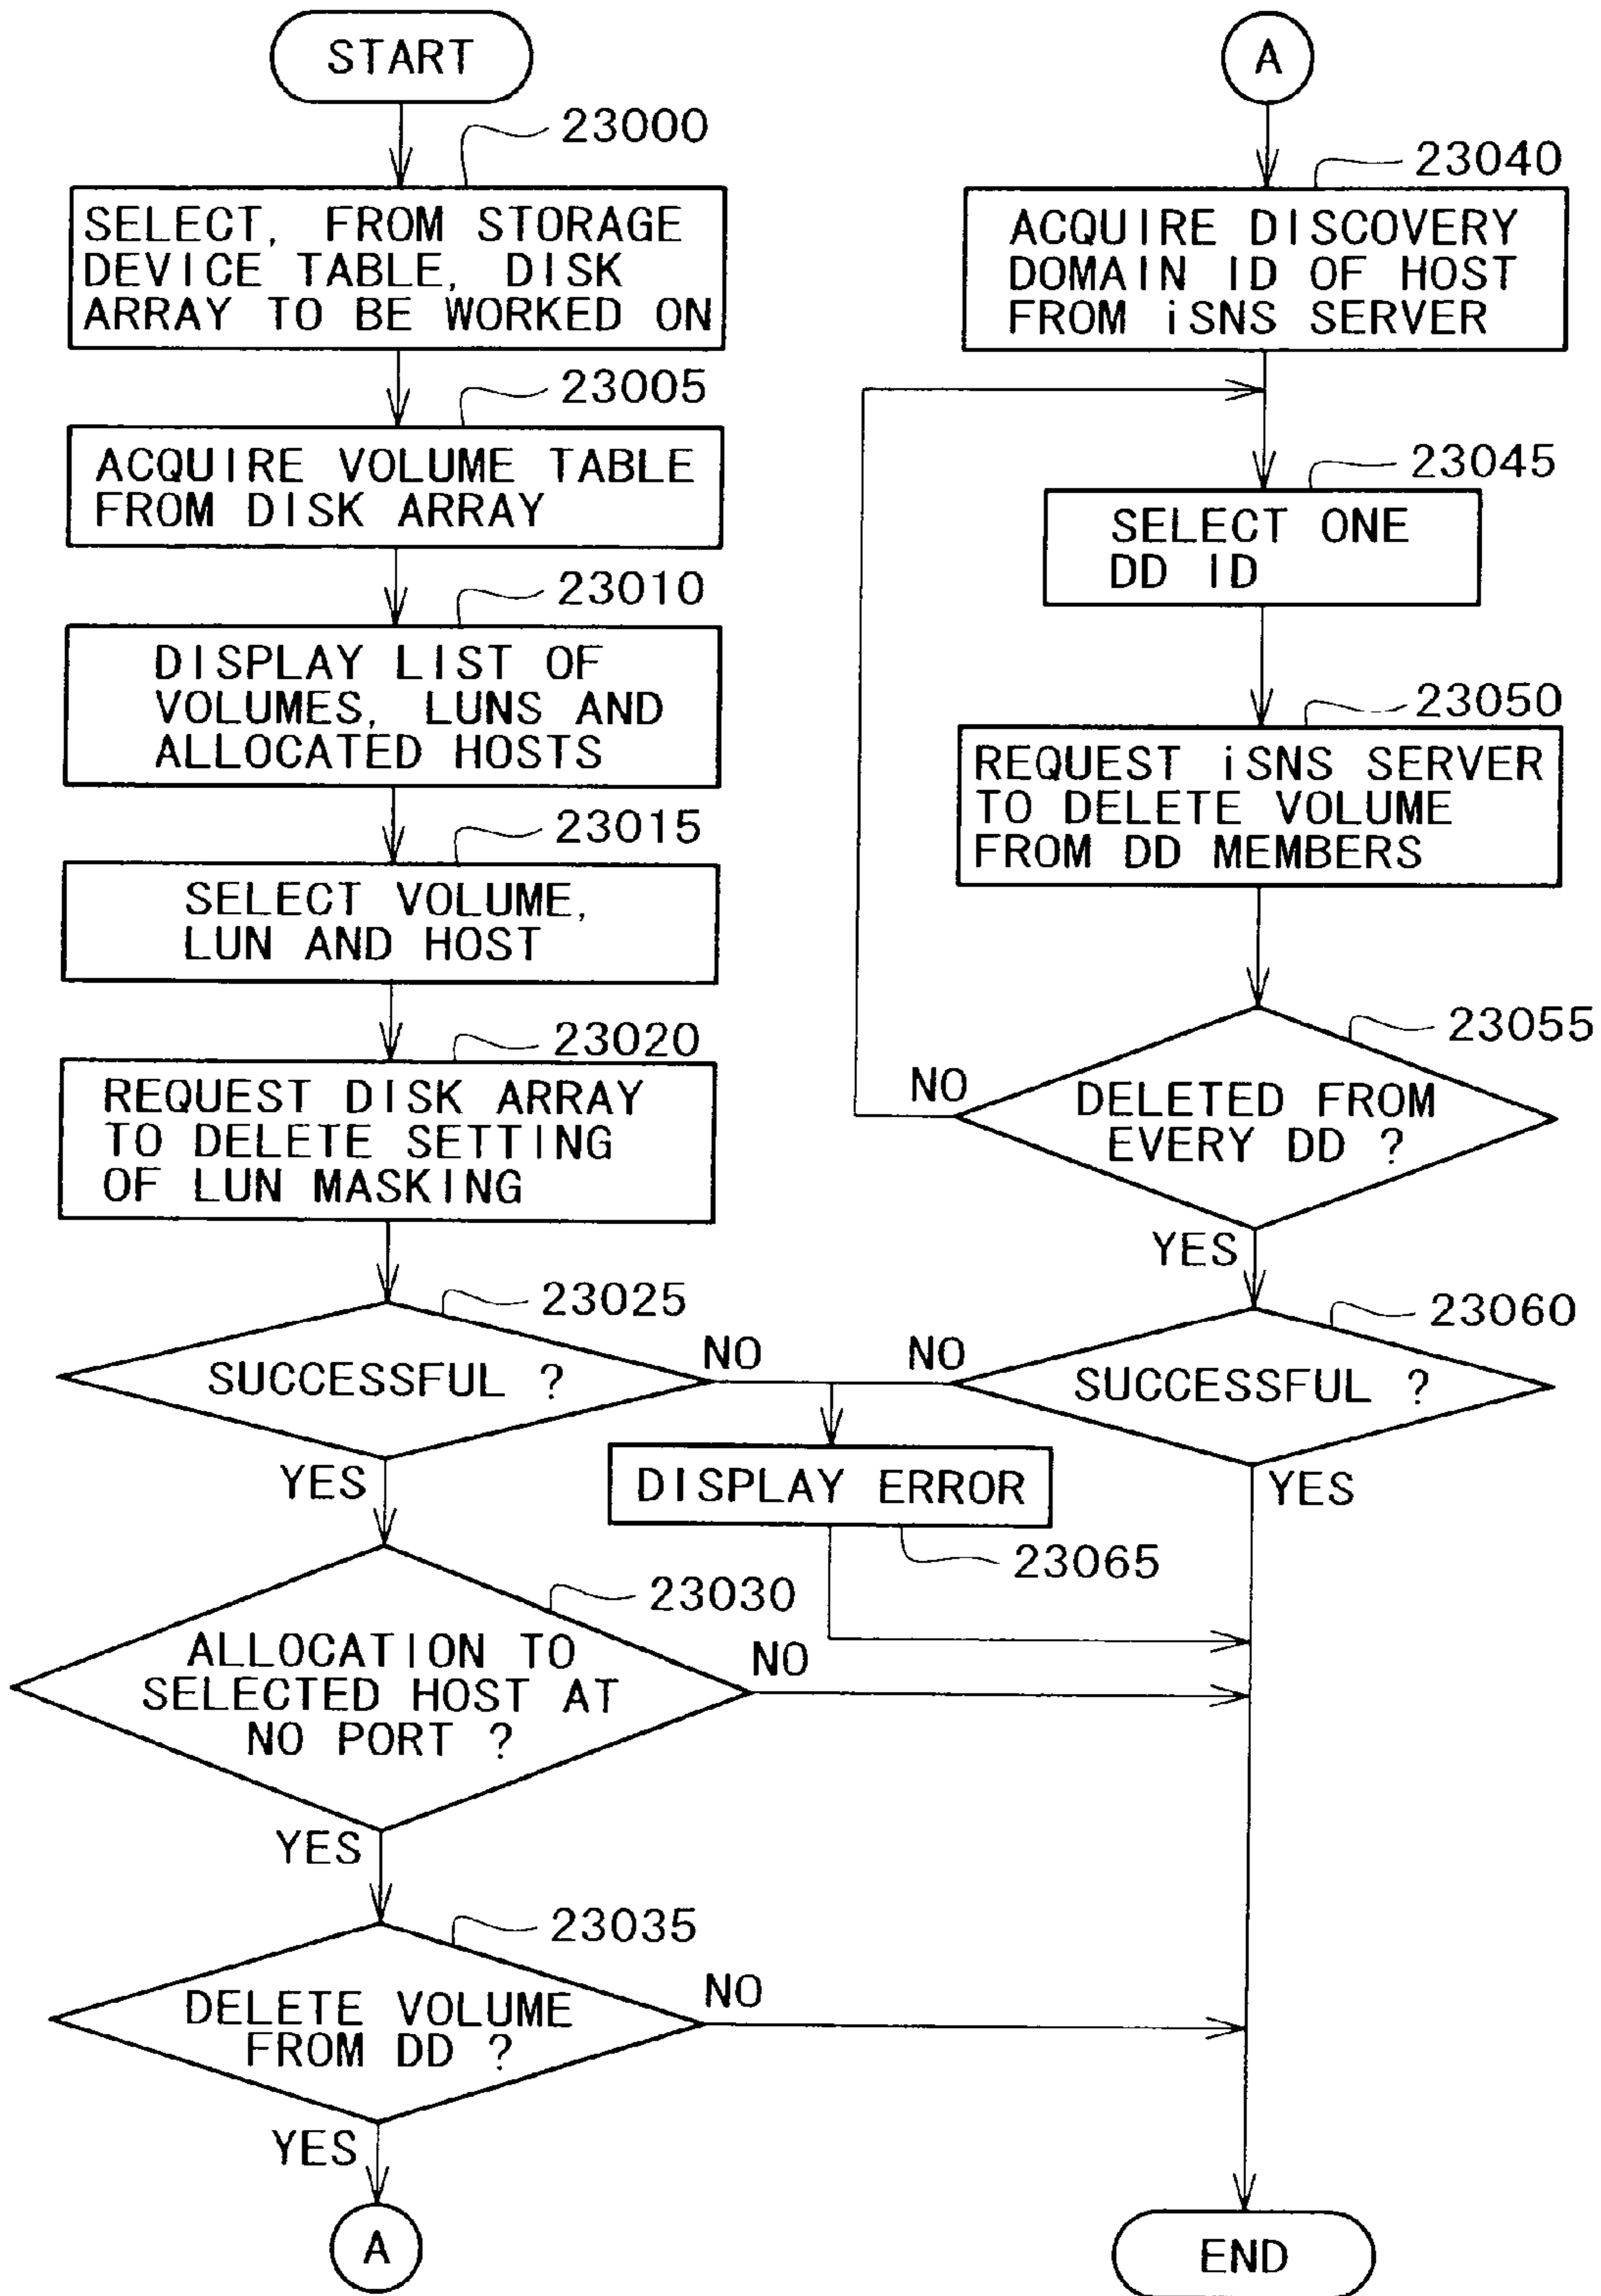 START
23000
SELECT, FROM STORAGE
DEVICE TABLE, DISK
ARRAY TO BE WORKED ON
23005
ACQUIRE VOLUME TABLE
FROM DISK ARRAY
23010
DISPLAY LIST OF
VOLUMES, LUNS AND
ALLOCATED HOSTS
23015
SELECT VOLUME,
LUN AND HOST
23020
REQUEST DISK ARRAY
TO DELETE SETTING
OF LUN MASKING
23025
SUCCESSFUL ?
NO
YES
23030
ALLOCATION TO
SELECTED HOST AT
NO PORT ?
NO
YES
23035
DELETE VOLUME
FROM DD ?
NO
YES
A
A
23040
ACQUIRE DISCOVERY
DOMAIN ID OF HOST
FROM iSNS SERVER
23045
SELECT ONE
DD ID
23050
REQUEST iSNS SERVER
TO DELETE VOLUME
FROM DD MEMBERS
23055
DELETED FROM
EVERY DD ?
NO
YES
23060
SUCCESSFUL ?
NO
YES
DISPLAY ERROR
23065
END